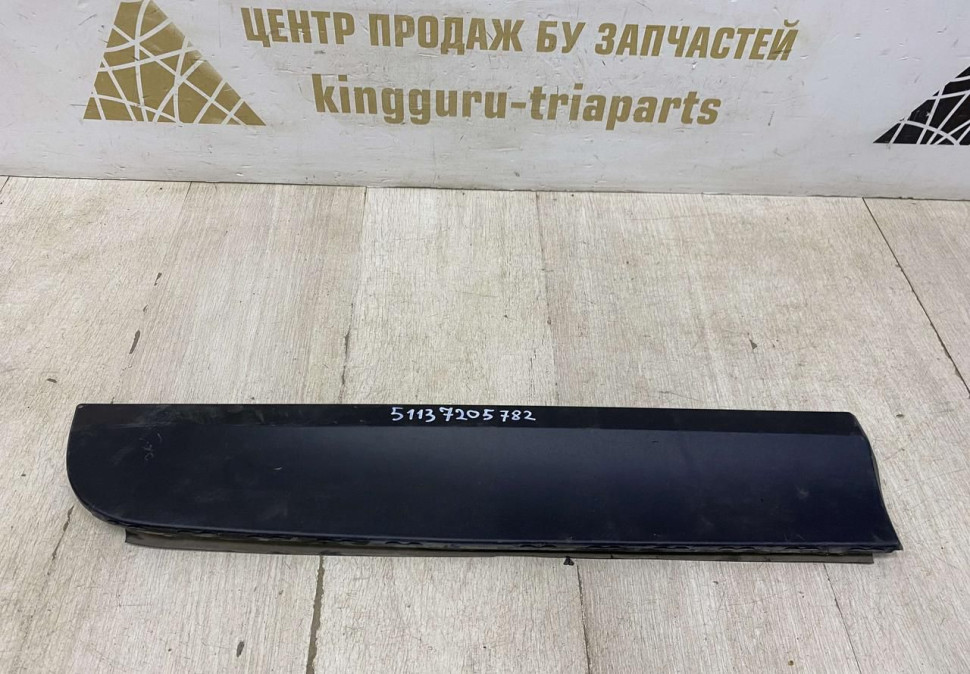 ЦЕНТР ПРОДАЖ БУ ЗАПЧАСТЕЙ
kingguru-triaparts
51137205782